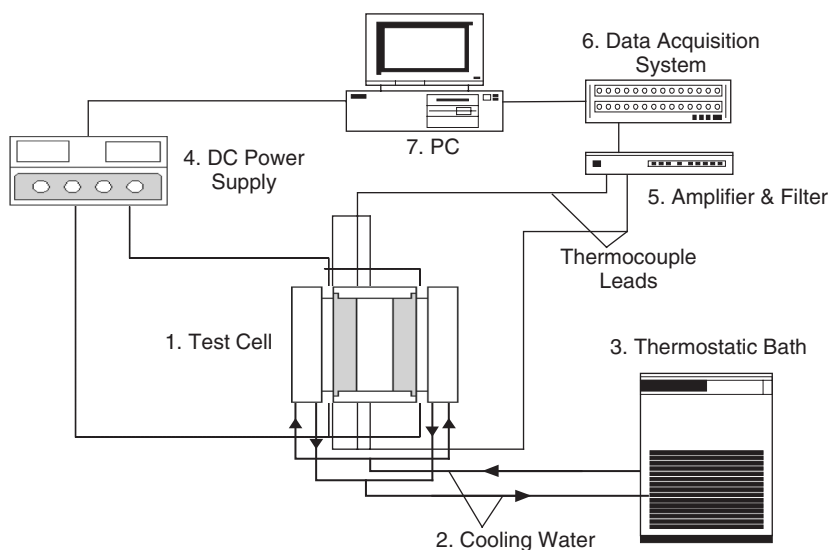 6. Data Acquisition
System
7. PC
4. DC Power
Supply
5. Amplifier & Filter
Thermocouple
Leads
1. Test Cell
3. Thermostatic Bath
2. Cooling Water